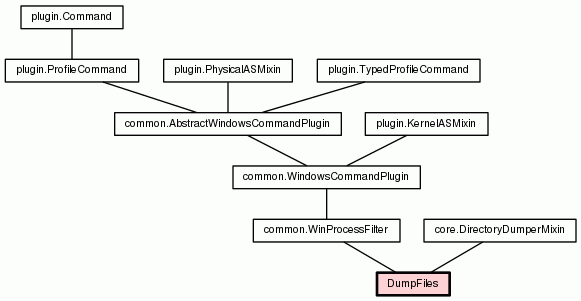 plugin.Command
plugin.ProfileCommand
plugin.PhysicalASMixin
plugin.TypedProfileCommand
common.AbstractWindowsCommandPlugin
plugin.KernelASMixin
common.WindowsCommandPlugin
common.WinProcessFilter
core.DirectoryDumperMixin
DumpFiles